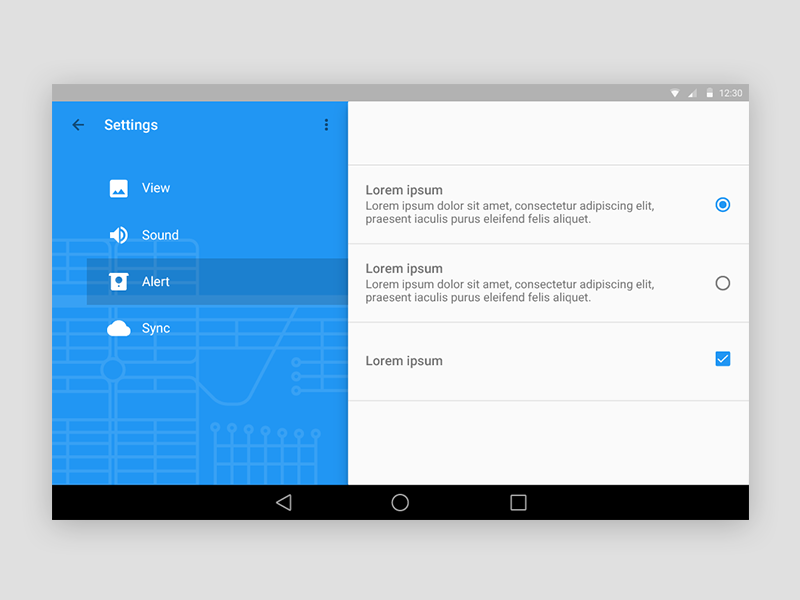 12:30
Settings
View
Sound
Alert
Sync
Lorem ipsum
Lorem ipsum dolor sit amet, consectetur adipiscing elit,
praesent iaculis purus eleifend felis aliquet.
Lorem ipsum
Lorem ipsum dolor sit amet, consectetur adipiscing elit,
praesent iaculis purus eleifend felis aliquet.
Lorem ipsum